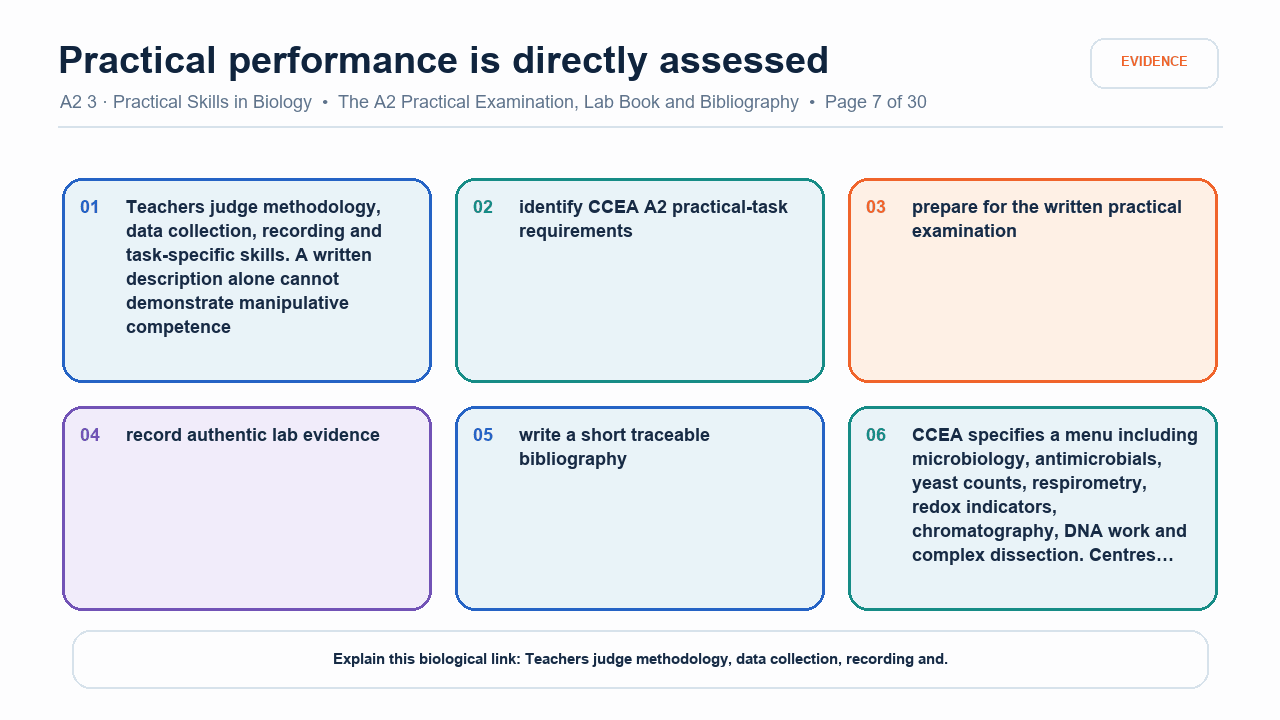 Practical performance is directly assessed
EVIDENCE
A2 3 · Practical Skills in Biology • The A2 Practical Examination, Lab Book and Bibliography • Page 7 of 30
01
Teachers judge methodology,
data collection, recording and
task-specific skills. A written
description alone cannot
demonstrate manipulative
competence
02
identify CCEA A2 practical-task
requirements
03
prepare for the written practical
examination
04
record authentic lab evidence
05
write a short traceable
bibliography
06
CCEA specifies a menu including
microbiology, antimicrobials,
yeast counts, respirometry,
redox indicators,
chromatography, DNA work and
complex dissection. Centres…
Explain this biological link: Teachers judge methodology, data collection, recording and.